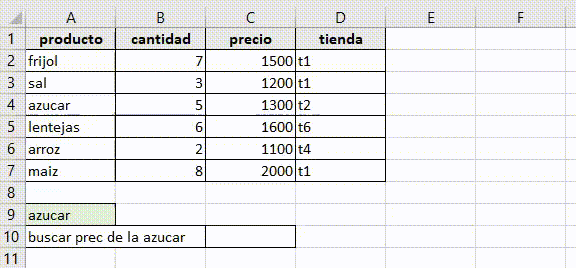 A B C D E F
1 producto cantidad precio tienda
2 frijol 7 1500 t1
3 sal 3 1200 t1
4 azucar 5 1300 t2
5 lentejas 6 1600 t6
6 arroz 2 1100 t4
7 maiz 8 2000 t1
8
9 azucar
10 buscar prec de la azucar
11